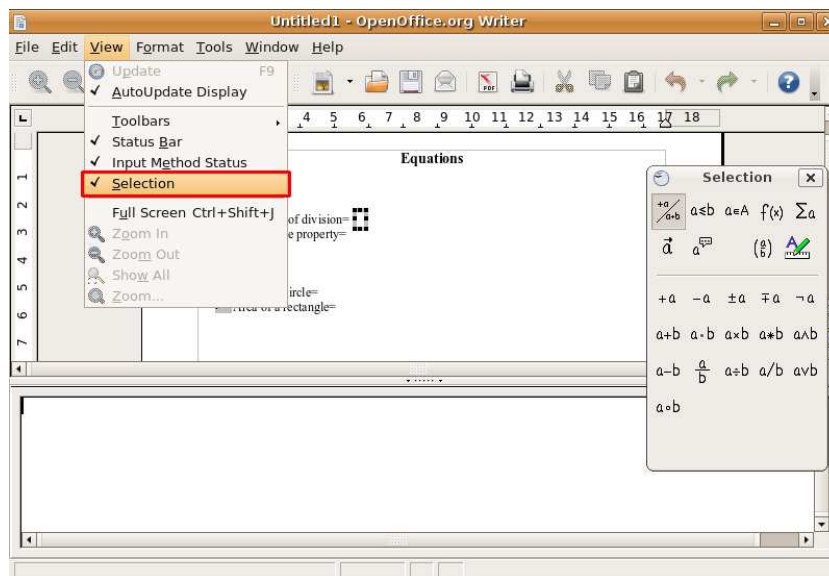 Untitled1 - OpenOffice.org Writer
File Edit View Format Tools Window Help
Update F9
AutoUpdate Display
Toolbars
Status Bar
Input Method Status
Selection
Full Screen Ctrl+Shift+J
Zoom In
Zoom Out
Show All
Zoom...
PDF
4 5 6 7 8 9 10 11 12 13 14 15 16 17 18
1
2
3
4
5
6
7
Equations
of division=
e property=
ircle=
Area of a rectangle=
Selection
+a/a+b a≤b a∈A f(x) Σa
a⃗ a (a b)
+a -a ±a ∓a ¬a
a+b a·b a×b a∗b a∧b
a−b a/b a÷b a/b a∨b
a∘b